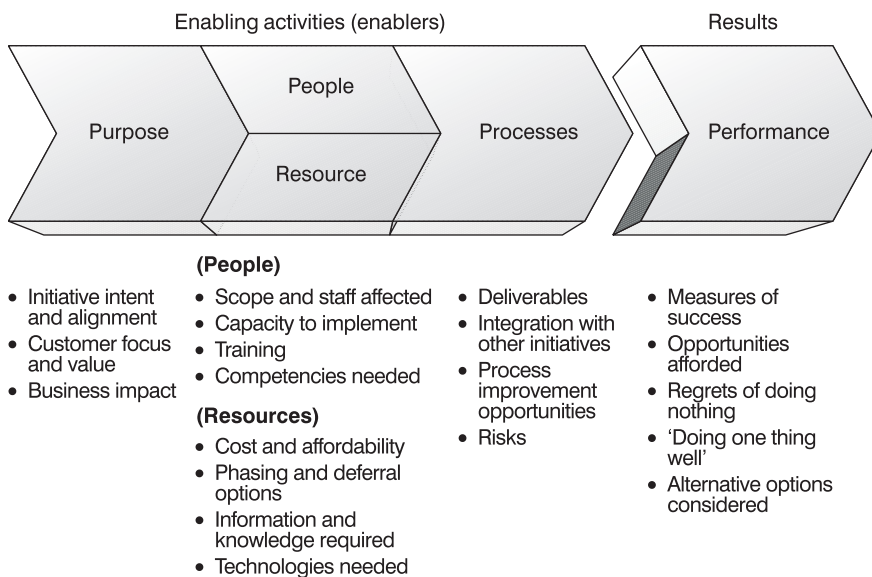 Enabling activities (enablers)
Results
Purpose
People
Resource
Processes
Performance
• Initiative intent
and alignment
• Customer focus
and value
• Business impact
(People)
• Scope and staff affected
• Capacity to implement
• Training
• Competencies needed
(Resources)
• Cost and affordability
• Phasing and deferral
options
• Information and
knowledge required
• Technologies needed
• Deliverables
• Integration with
other initiatives
• Process
improvement
opportunities
• Risks
• Measures of
success
• Opportunities
afforded
• Regrets of doing
nothing
• ‘Doing one thing
well’
• Alternative options
considered